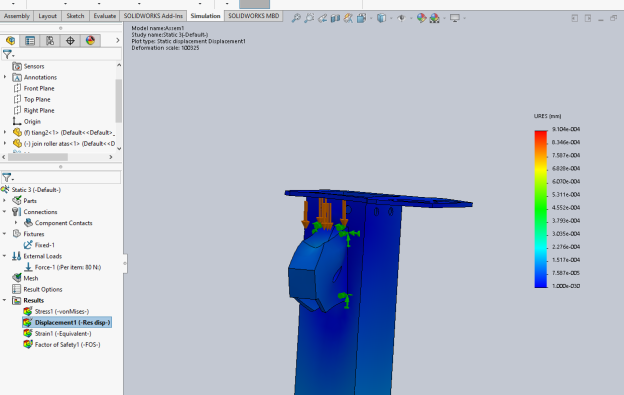 Assembly Layout Sketch Evaluate SOLIDWORKS Add-Ins Simulation SOLIDWORKS MBD
Model name:Assem1
Study name:Static 3(-Default-)
Plot type: Static displacement Displacement1
Deformation scale: 100325
Sensors
Annotations
Front Plane
Top Plane
Right Plane
Origin
(f) tiang2<1> (Default<<Default>_
(-) join roller atas<1> (Default<<D
Static 3 (-Default-)
Parts
Connections
Component Contacts
Fixtures
Fixed-1
External Loads
Force-1 (:Per item: 80 N:)
Mesh
Result Options
Results
Stress1 (-vonMises-)
Displacement1 (-Res disp-)
Strain1 (-Equivalent-)
Factor of Safety1 (-FOS-)
URES (mm)
9.104e-004
8.346e-004
7.587e-004
6.828e-004
6.070e-004
5.311e-004
4.552e-004
3.793e-004
3.035e-004
2.276e-004
1.517e-004
7.587e-005
1.000e-030